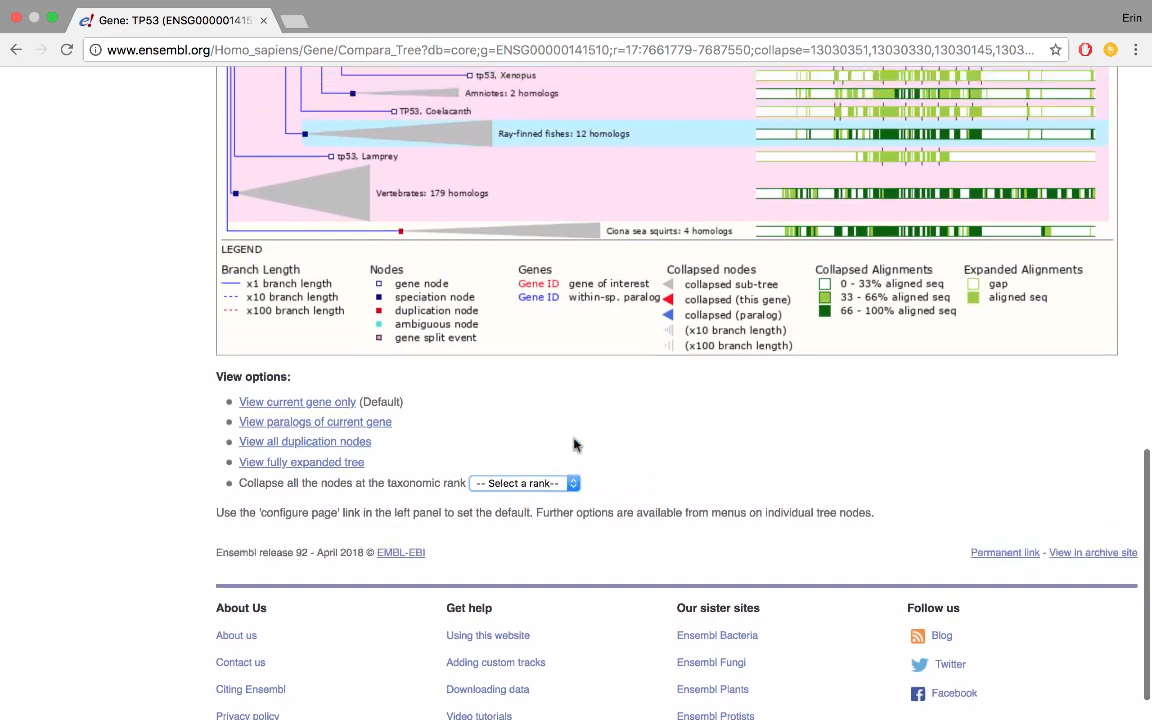 Gene: TP53 (ENSG000001415
Erin
www.ensembl.org/Homo_sapiens/Gene/Compara_Tree?db=core;g=ENSG00000141510;r=17:7661779-7687550;collapse=13030351,13030330,13030145,1303...
tp53, Xenopus
Amniotes: 2 homologs
TP53, Coelacanth
Ray-finned fishes: 12 homologs
tp53, Lamprey
Vertebrates: 179 homologs
Ciona sea squirts: 4 homologs
LEGEND
Branch Length Nodes Genes Collapsed nodes Collapsed Alignments Expanded Alignments
x1 branch length gene node Gene ID gene of interest collapsed sub-tree 0 - 33% aligned seq gap
x10 branch length speciation node Gene ID within-sp. paralog collapsed (this gene) 33 - 66% aligned seq aligned seq
x100 branch length duplication node collapsed (paralog) 66 - 100% aligned seq
ambiguous node (x10 branch length)
gene split event (x100 branch length)
View options:
View current gene only (Default)
View paralogs of current gene
View all duplication nodes
View fully expanded tree
Collapse all the nodes at the taxonomic rank -- Select a rank--
Use the 'configure page' link in the left panel to set the default. Further options are available from menus on individual tree nodes.
Ensembl release 92 - April 2018 © EMBL-EBI Permanent link - View in archive site
About Us Get help Our sister sites Follow us
About us Using this website Ensembl Bacteria Blog
Contact us Adding custom tracks Ensembl Fungi Twitter
Citing Ensembl Downloading data Ensembl Plants Facebook
Privacy policy Video tutorials Ensembl Protists